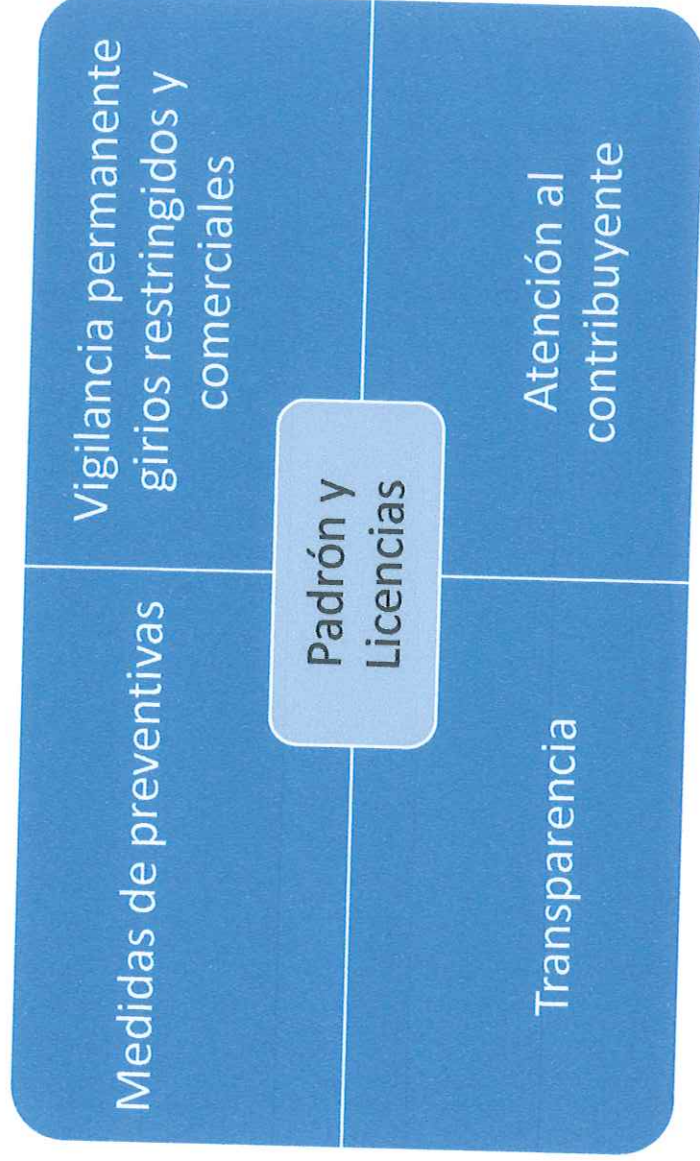 Medidas de preventivas
Vigilancia permanente
girios restringidos y
comerciales
Padrón y
Licencias
Transparencia
Atención al
contribuyente